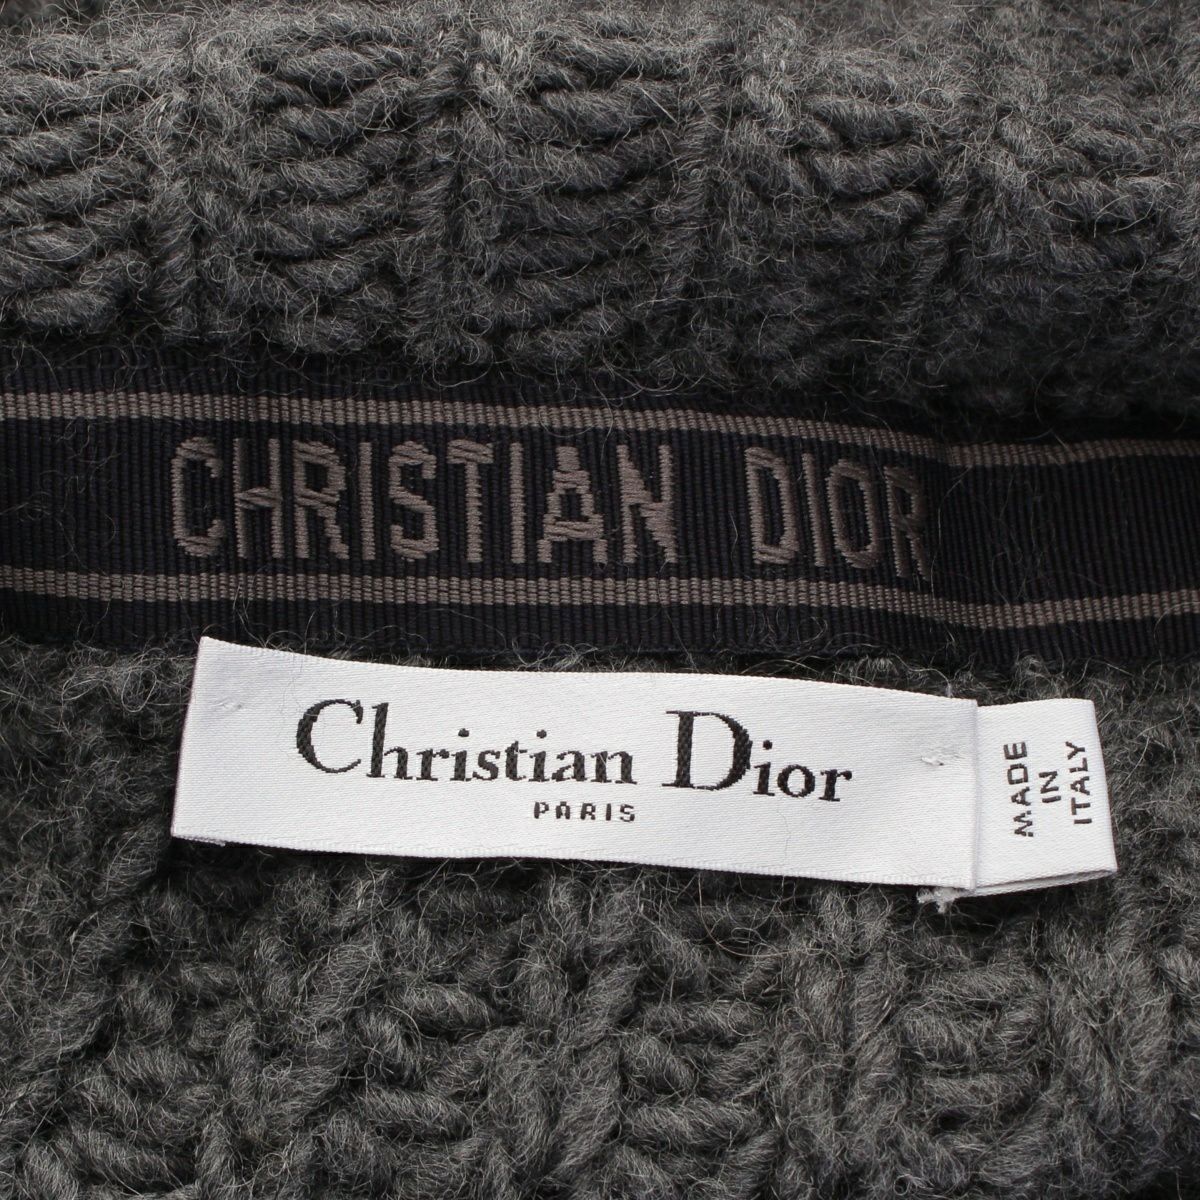 CHRISTIAN DIOR
Christian Dior
PARIS
MADE
IN
ITALY